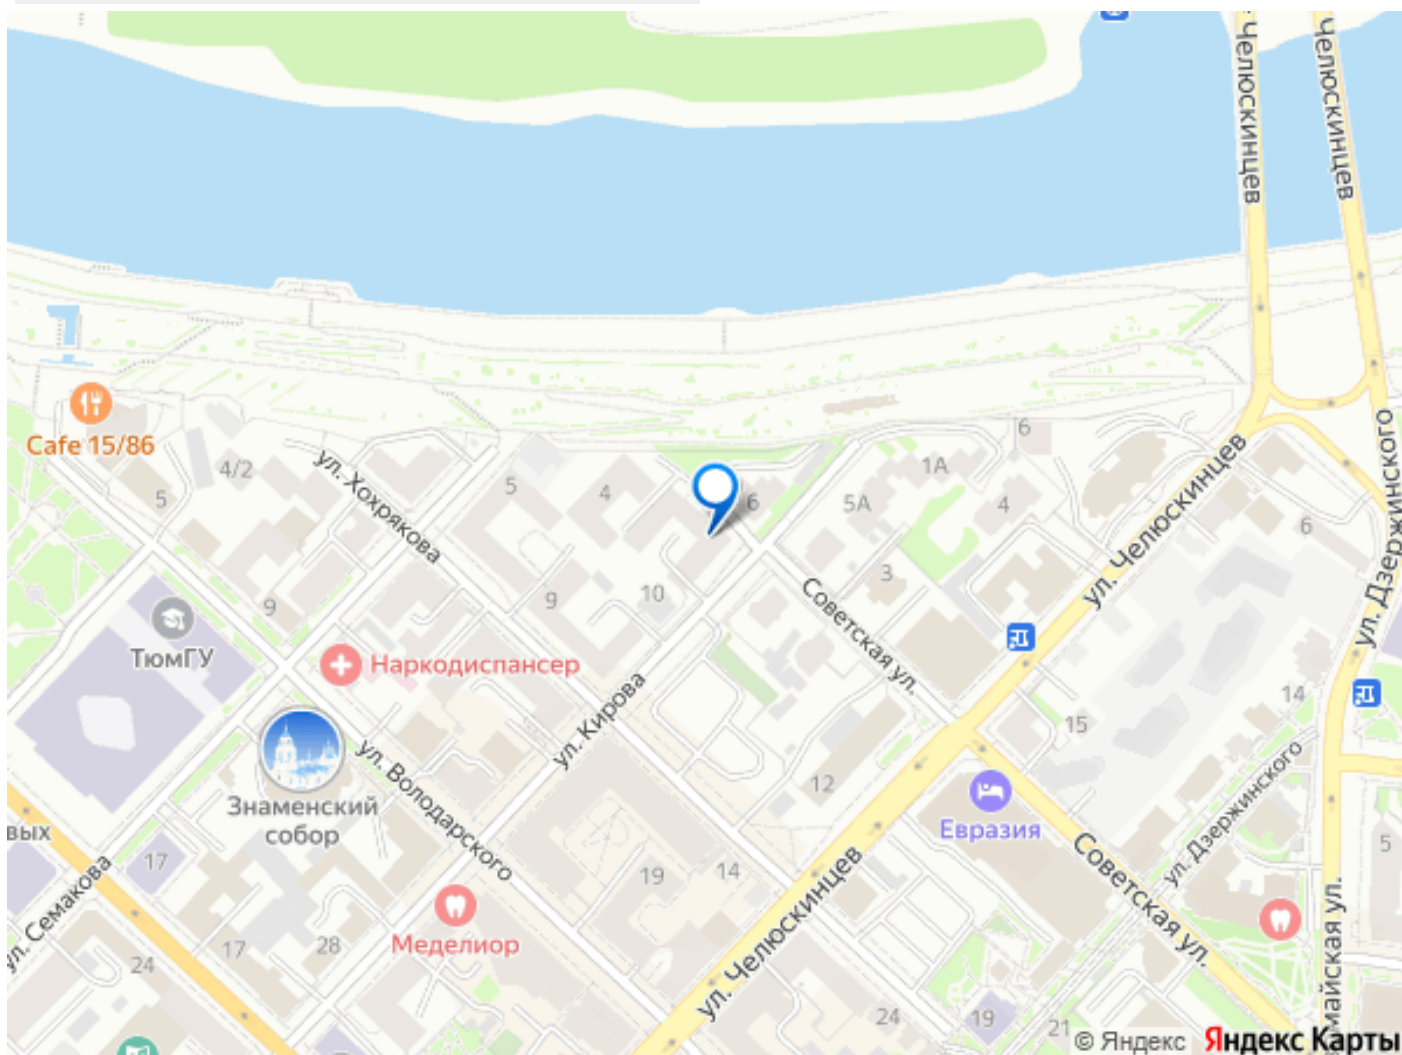 Челюскинцев
Челюскинцев
Cafe 15/86
4/2
5
ул. Хохрякова
5
4
6
6
1А
5А
4
ул. Челюскинцев
6
ул. Дзержинского
3
10
9
9
Советская ул.
ТюмГУ
Наркодиспансер
14
15
ул. Кирова
ул. Володарского
Знаменский
собор
12
Евразия
ул. Дзержинского
вых
5
17
19
14
Советская ул.
ул. Семакова
Меделиор
ул. Челюскинцев
майская ул.
17
28
24
24
19
21
© Яндекс
Яндекс Карты